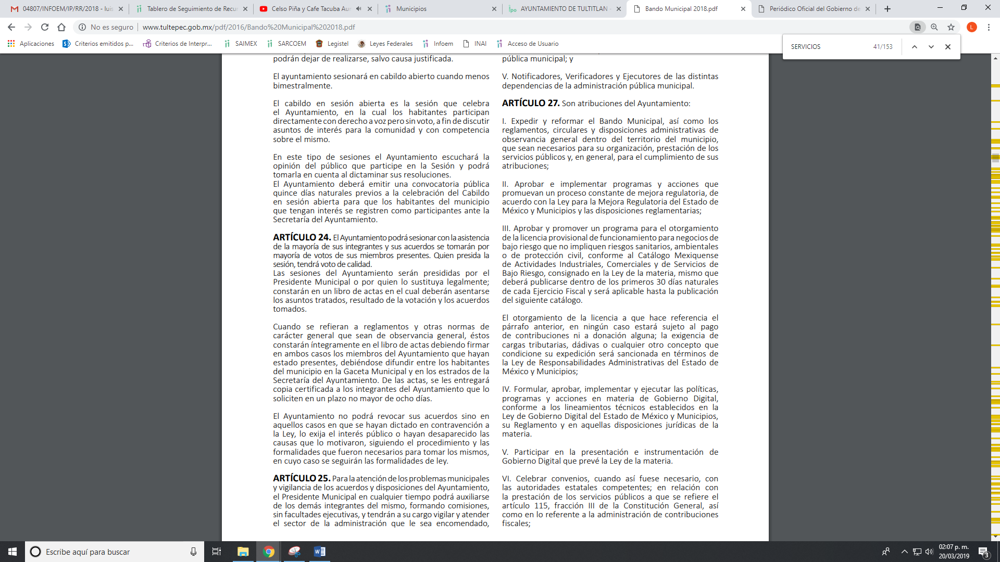 04807/INFOEM/IP/RR/2018 - luis
Tablero de Seguimiento de Recur
Celso Piña y Cafe Tacuba Aun
Municipios
AYUNTAMIENTO DE TULTITLAN -
Bando Municipal 2018.pdf
Periódico Oficial del Gobierno de
No es seguro | www.tultepec.gob.mx/pdf/2016/Bando%20Municipal%202018.pdf
L
Aplicaciones
Criterios emitidos p...
Criterios de Interpr...
SAIMEX
SARCOEM
Legistel
Leyes Federales
Infoem
INAI
Acceso de Usuario
SERVICIOS 41/153
podrán dejar de realizarse, salvo causa justificada.
El ayuntamiento sesionará en cabildo abierto cuando menos
bimestralmente.
El cabildo en sesión abierta es la sesión que celebra
el Ayuntamiento, en la cual los habitantes participan
directamente con derecho a voz pero sin voto, a fin de discutir
asuntos de interés para la comunidad y con competencia
sobre el mismo.
En este tipo de sesiones el Ayuntamiento escuchará la
opinión del público que participe en la Sesión y podrá
tomarla en cuenta al dictaminar sus resoluciones.
El Ayuntamiento deberá emitir una convocatoria pública
quince días naturales previos a la celebración del Cabildo
en sesión abierta para que los habitantes del municipio
que tengan interés se registren como participantes ante la
Secretaría del Ayuntamiento.
ARTÍCULO 24. El Ayuntamiento podrá sesionar con la asistencia
de la mayoría de sus integrantes y sus acuerdos se tomarán por
mayoría de votos de sus miembros presentes. Quien presida la
sesión, tendrá voto de calidad.
Las sesiones del Ayuntamiento serán presididas por el
Presidente Municipal o por quien lo sustituya legalmente;
constarán en un libro de actas en el cual deberán asentarse
los asuntos tratados, resultado de la votación y los acuerdos
tomados.
Cuando se refieran a reglamentos y otras normas de
carácter general que sean de observancia general, éstos
constarán íntegramente en el libro de actas debiendo firmar
en ambos casos los miembros del Ayuntamiento que hayan
estado presentes, debiéndose difundir entre los habitantes
del municipio en la Gaceta Municipal y en los estrados de la
Secretaría del Ayuntamiento. De las actas, se les entregará
copia certificada a los integrantes del Ayuntamiento que lo
soliciten en un plazo no mayor de ocho días.
El Ayuntamiento no podrá revocar sus acuerdos sino en
aquellos casos en que se hayan dictado en contravención a
la Ley, lo exija el interés público o hayan desaparecido las
causas que lo motivaron, siguiendo el procedimiento y las
formalidades que fueron necesarios para tomar los mismos,
en cuyo caso se seguirán las formalidades de ley.
ARTÍCULO 25. Para la atención de los problemas municipales
y vigilancia de los acuerdos y disposiciones del Ayuntamiento,
el Presidente Municipal en cualquier tiempo podrá auxiliarse
de los demás integrantes del mismo, formando comisiones,
sin facultades ejecutivas, y tendrán a su cargo vigilar y atender
el sector de la administración que le sea encomendado,
pública municipal; y
V. Notificadores, Verificadores y Ejecutores de las distintas
dependencias de la administración pública municipal.
ARTÍCULO 27. Son atribuciones del Ayuntamiento:
I. Expedir y reformar el Bando Municipal, así como los
reglamentos, circulares y disposiciones administrativas de
observancia general dentro del territorio del municipio,
que sean necesarios para su organización, prestación de los
servicios públicos y, en general, para el cumplimiento de sus
atribuciones;
II. Aprobar e implementar programas y acciones que
promuevan un proceso constante de mejora regulatoria, de
acuerdo con la Ley para la Mejora Regulatoria del Estado de
México y Municipios y las disposiciones reglamentarias;
III. Aprobar y promover un programa para el otorgamiento
de la licencia provisional de funcionamiento para negocios de
bajo riesgo que no impliquen riesgos sanitarios, ambientales
o de protección civil, conforme al Catálogo Mexiquense
de Actividades Industriales, Comerciales y de Servicios de
Bajo Riesgo, consignado en la Ley de la materia, mismo que
deberá publicarse dentro de los primeros 30 días naturales
de cada Ejercicio Fiscal y será aplicable hasta la publicación
del siguiente catálogo.
El otorgamiento de la licencia a que hace referencia el
párrafo anterior, en ningún caso estará sujeto al pago
de contribuciones ni a donación alguna; la exigencia de
cargas tributarias, dádivas o cualquier otro concepto que
condicione su expedición será sancionada en términos de
la Ley de Responsabilidades Administrativas del Estado de
México y Municipios;
IV. Formular, aprobar, implementar y ejecutar las políticas,
programas y acciones en materia de Gobierno Digital,
conforme a los lineamientos técnicos establecidos en la
Ley de Gobierno Digital del Estado de México y Municipios,
su Reglamento y en aquellas disposiciones jurídicas de la
materia.
V. Participar en la presentación e instrumentación de
Gobierno Digital que prevé la Ley de la materia.
VI. Celebrar convenios, cuando así fuese necesario, con
las autoridades estatales competentes; en relación con
la prestación de los servicios públicos a que se refiere el
artículo 115, fracción III de la Constitución General, así
como en lo referente a la administración de contribuciones
fiscales;
Escribe aquí para buscar
02:07 p. m.
20/03/2019
3